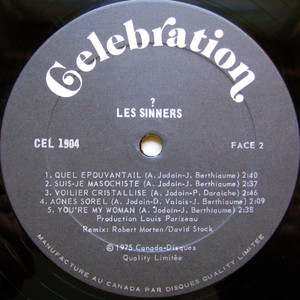 Celebration
?
LES SINNERS
CEL 1904
FACE 2
1. QUEL EPOUVANTAIL (A. Jodoin-J. Berthiaume) 2:40
2. SUIS-JE MASOCHISTE (A. Jodoin-J. Berthiaume) 2:37
3. VOILIER CRISTALLISE (A. Jodoin-P. Daraiche) 2:46
4. AGNES SOREL (A. Jodoin-D. Valois-J. Berthiaume) 2:09
5. YOU'RE MY WOMAN (A. Jodoin-J. Berthiaume) 2:38
Production Louis Parizeau
Remix: Robert Morten/David Stock
© 1975 Canada-Disques
Qualité Limitée
MANUFACTURE AU CANADA PAR DISQUES QUALITY LIMITÉE